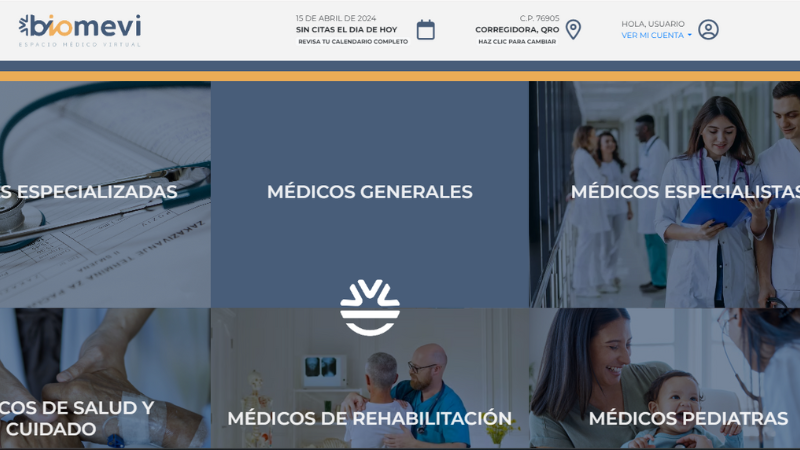 biomevi
ESPACIO MÉDICO VIRTUAL
15 DE ABRIL DE 2024
SIN CITAS EL DIA DE HOY
REVISA TU CALENDARIO COMPLETO
C.P. 76905
CORREGIDORA, QRO
HAZ CLIC PARA CAMBIAR
HOLA, USUARIO
VER MI CUENTA
S ESPECIALIZADAS
MÉDICOS GENERALES
MÉDICOS ESPECIALISTAS
COS DE SALUD Y
CUIDADO
MÉDICOS DE REHABILITACIÓN
MÉDICOS PEDIATRAS